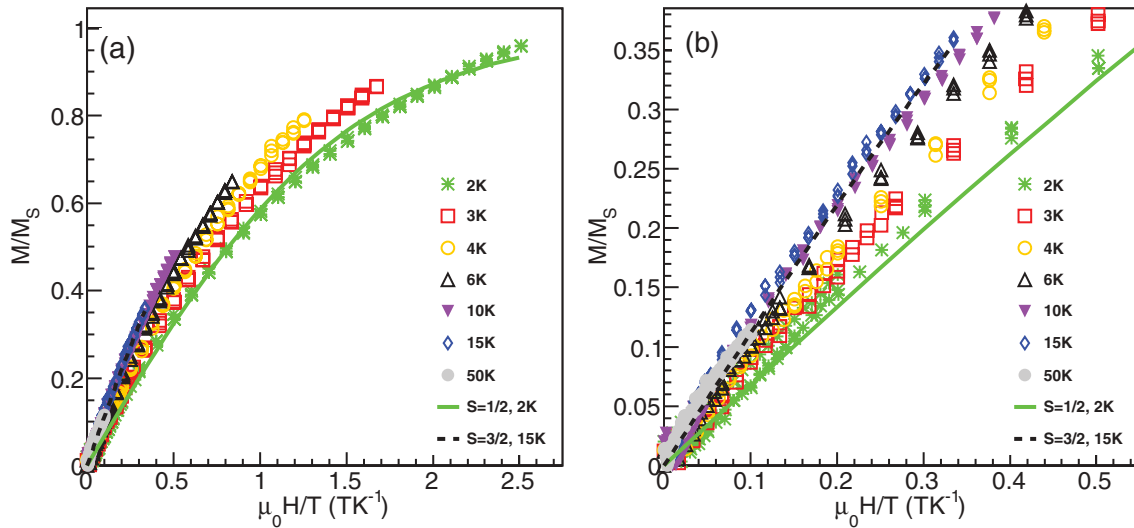 (a)
M/M_S
1
0.8
0.6
0.4
0.2
0
0 0.5 1 1.5 2 2.5
μ₀H/T (TK⁻¹)
2K
3K
4K
6K
10K
15K
50K
S=1/2, 2K
S=3/2, 15K
(b)
M/M_S
0.35
0.3
0.25
0.2
0.15
0.1
0.05
0
0 0.1 0.2 0.3 0.4 0.5
μ₀H/T (TK⁻¹)
2K
3K
4K
6K
10K
15K
50K
S=1/2, 2K
S=3/2, 15K